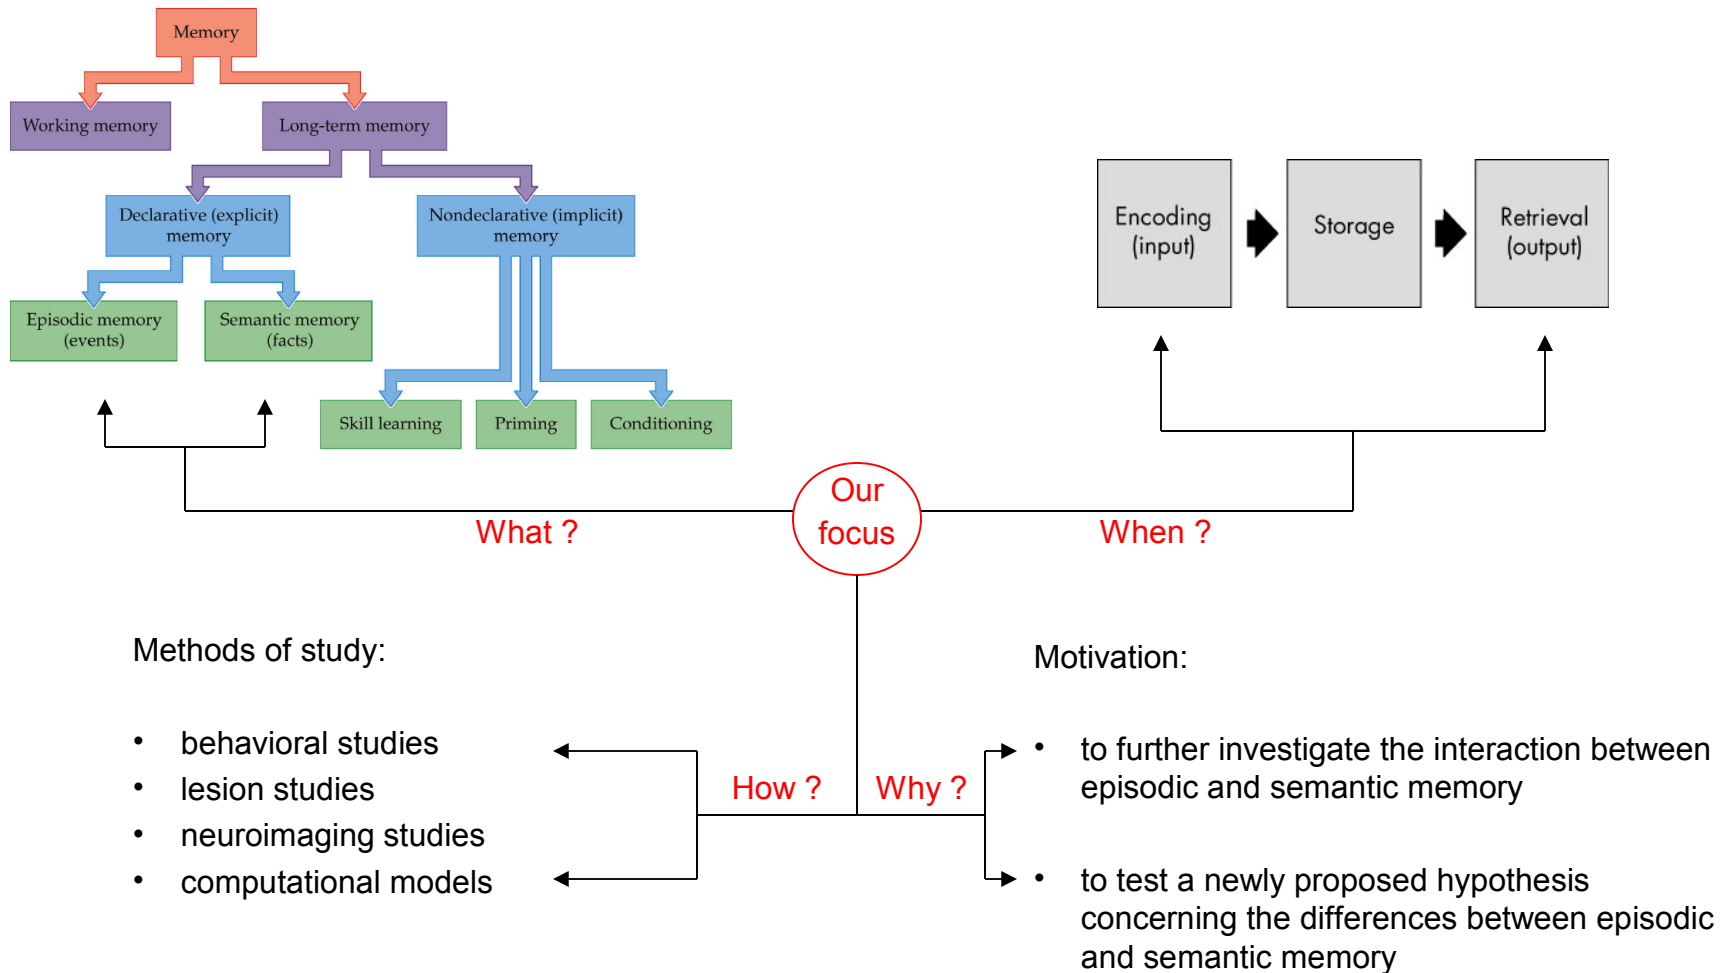 Memory
Working memory
Long-term memory
Declarative (explicit)
memory
Nondeclarative (implicit)
memory
Episodic memory
(events)
Semantic memory
(facts)
Skill learning
Priming
Conditioning
Encoding
(input)
Storage
Retrieval
(output)
Our
focus
What ?
When ?
Methods of study:
• behavioral studies
• lesion studies
• neuroimaging studies
• computational models
How ?
Why ?
Motivation:
• to further investigate the interaction between
episodic and semantic memory
• to test a newly proposed hypothesis
concerning the differences between episodic
and semantic memory